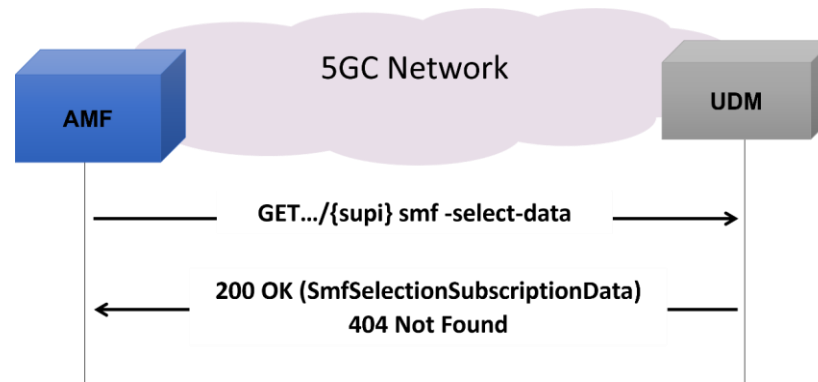 5GC Network
AMF
UDM
GET.../{supi} smf -select-data
200 OK (SmfSelectionSubscriptionData)
404 Not Found